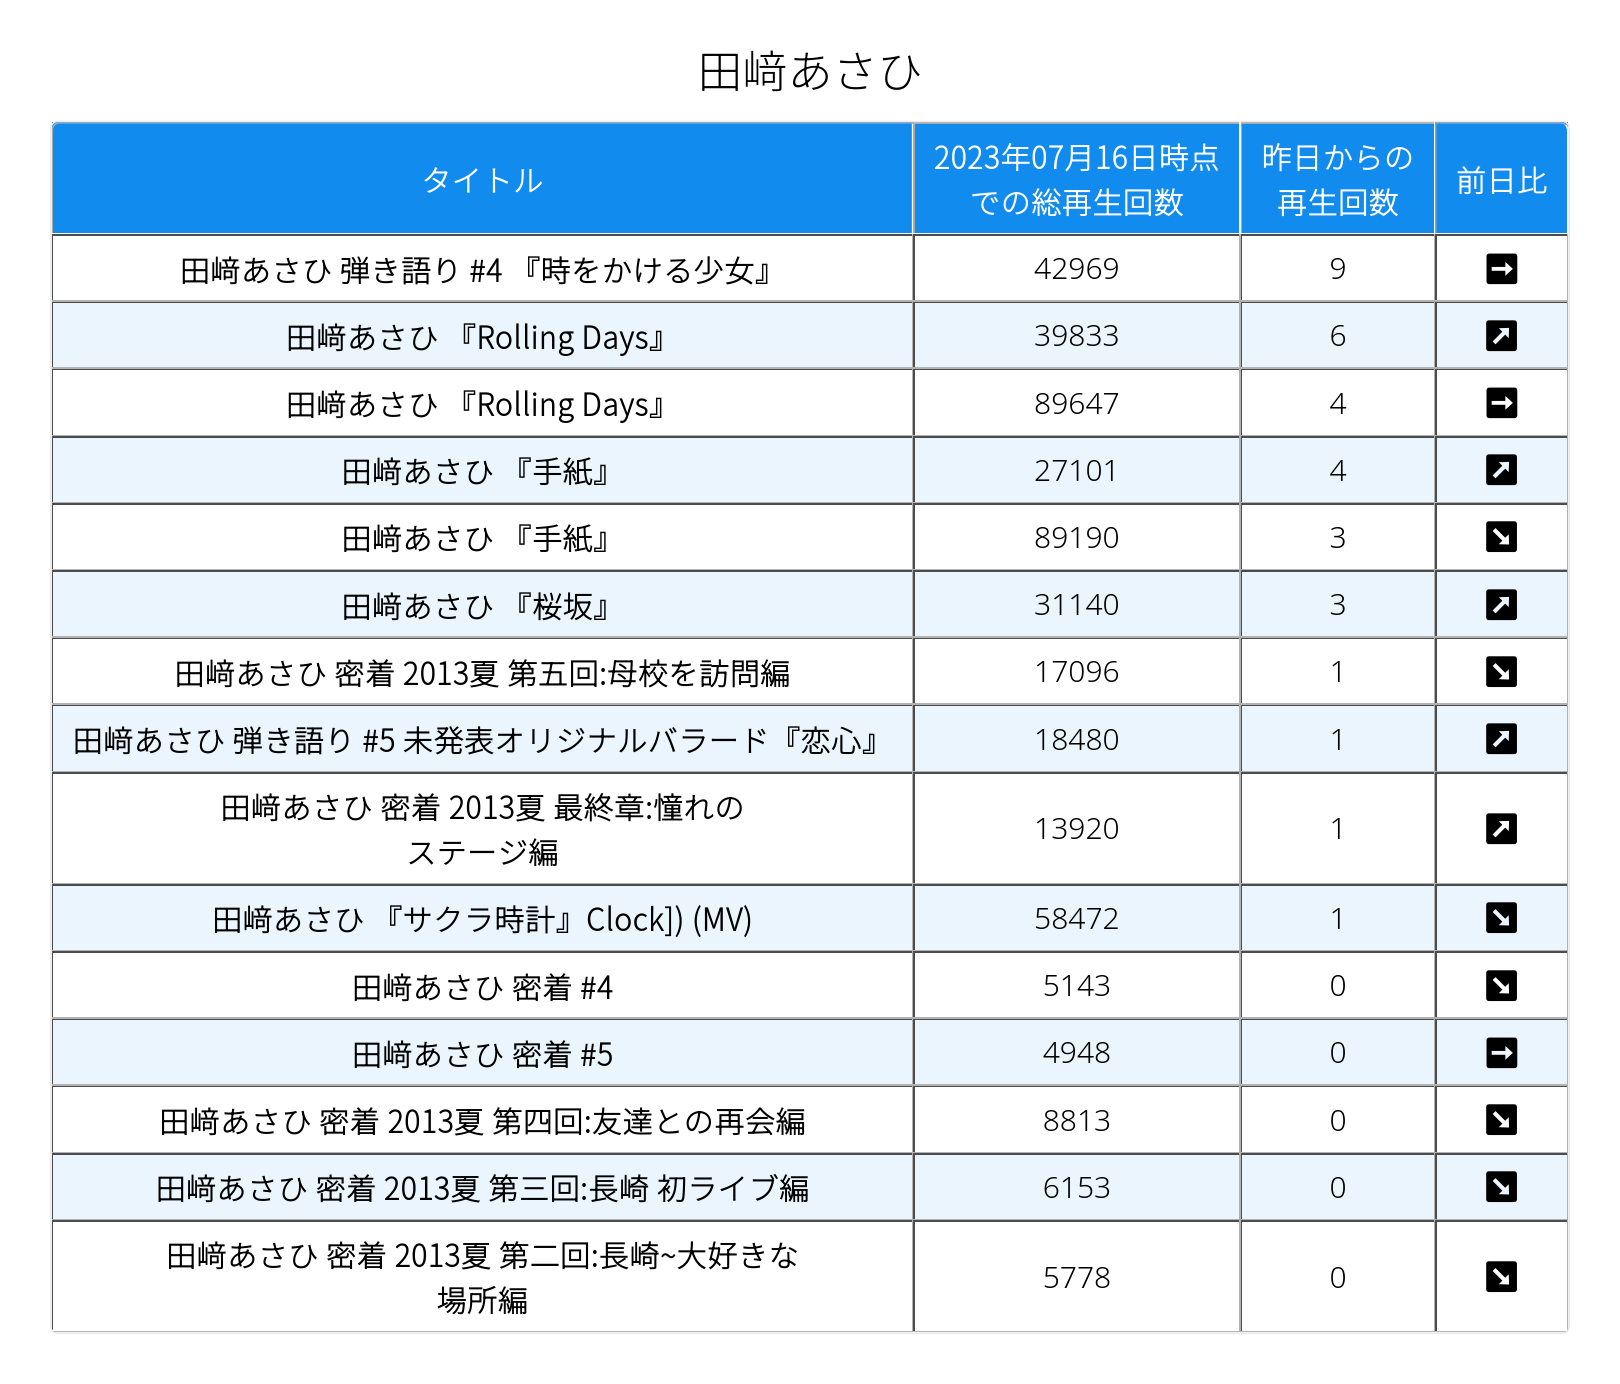 田﨑あさひ
タイトル
2023年07月16日時点
での総再生回数
昨日からの
再生回数
前日比
田﨑あさひ 弾き語り #4 『時をかける少女』 42969 9 ➡
田﨑あさひ 『Rolling Days』 39833 6 ↗
田﨑あさひ 『Rolling Days』 89647 4 ➡
田﨑あさひ 『手紙』 27101 4 ↗
田﨑あさひ 『手紙』 89190 3 ↘
田﨑あさひ 『桜坂』 31140 3 ↗
田﨑あさひ 密着 2013夏 第五回:母校を訪問編 17096 1 ↘
田﨑あさひ 弾き語り #5 未発表オリジナルバラード『恋心』 18480 1 ↗
田﨑あさひ 密着 2013夏 最終章:憧れの
ステージ編 13920 1 ↗
田﨑あさひ 『サクラ時計』Clock]) (MV) 58472 1 ↘
田﨑あさひ 密着 #4 5143 0 ↘
田﨑あさひ 密着 #5 4948 0 ➡
田﨑あさひ 密着 2013夏 第四回:友達との再会編 8813 0 ↘
田﨑あさひ 密着 2013夏 第三回:長崎 初ライブ編 6153 0 ↘
田﨑あさひ 密着 2013夏 第二回:長崎~大好きな
場所編 5778 0 ↘